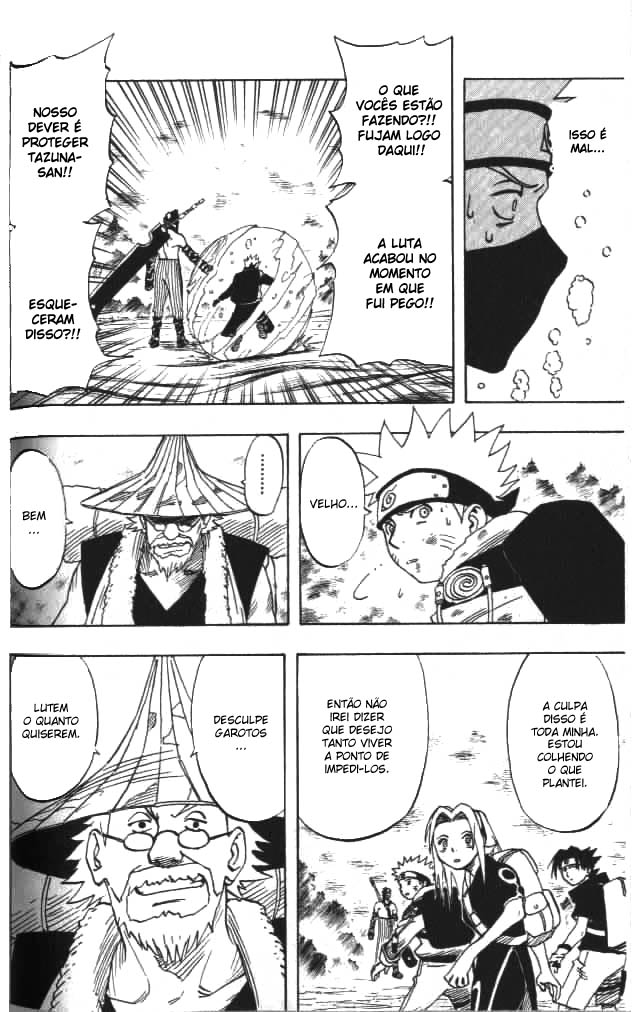 ISSO É
MAL...
O QUE
VOCÊS ESTÃO
FAZENDO?!!
FUJAM LOGO
DAQUI!!
A LUTA
ACABOU NO
MOMENTO
EM QUE
FUI PEGO!!
NOSSO
DEVER É
PROTEGER
TAZUNA-
SAN!!
ESQUE-
CERAM
DISSO?!!
VELHO...
.........
BEM
...
A CULPA
DISSO É
TODA MINHA.
ESTOU
COLHENDO
O QUE
PLANTEI.
ENTÃO NÃO
IREI DIZER
QUE DESEJO
TANTO VIVER
A PONTO DE
IMPEDI-LOS.
DESCULPE
GAROTOS
...
LUTEM
O QUANTO
QUISEREM.